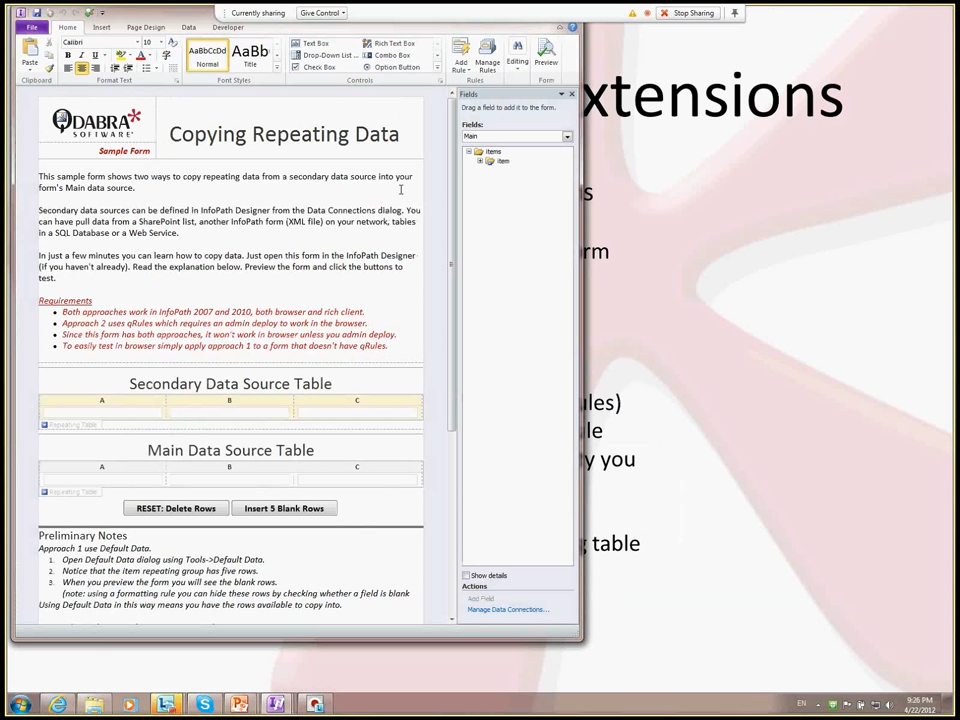 Currently sharing Give Control Stop Sharing
File Home Insert Page Design Data Developer
Calibri 10 AaBbCcDd AaBb Text Box Rich Text Box
B I U Drop-List ... Combo Box
Paste Normal Title Check Box Option Button Add Rule Manage Rules Editing Preview
Clipboard Format Text Font Styles Controls Rules Form
xtensions
Fields
Drag a field to add it to the form.
Fields:
Main
items
item
QDABRA
SOFTWARE
Sample Form
Copying Repeating Data
This sample form shows two ways to copy repeating data from a secondary data source into your
form's Main data source.
Secondary data sources can be defined in InfoPath Designer from the Data Connections dialog. You
can have pull data from a SharePoint list, another InfoPath form (XML file) on your network, tables
in a SQL Database or a Web Service.
In just a few minutes you can learn how to copy data. Just open this form in the InfoPath Designer
(if you haven't already). Read the explanation below. Preview the form and click the buttons to
test.
Requirements
• Both approaches work in InfoPath 2007 and 2010, both browser and rich client.
• Approach 2 uses qRules which requires an admin deploy to work in the browser.
• Since this form has both approaches, it won't work in browser unless you admin deploy.
• To easily test in browser simply apply approach 1 to a form that doesn't have qRules.
Secondary Data Source Table
A B C
Repeating Table
Main Data Source Table
A B C
Repeating Table
RESET: Delete Rows Insert 5 Blank Rows
Preliminary Notes
Approach 1 use Default Data.
1. Open Default Data dialog using Tools->Default Data.
2. Notice that the item repeating group has five rows.
3. When you preview the form you will see the blank rows.
(note: using a formatting rule you can hide these rows by checking whether a field is blank
Using Default Data in this way means you have the rows available to copy into.
Show details
Actions
Add Field
Manage Data Connections...
s
rm
ules)
le
y you
g table
EN 9:26 PM
4/22/2012